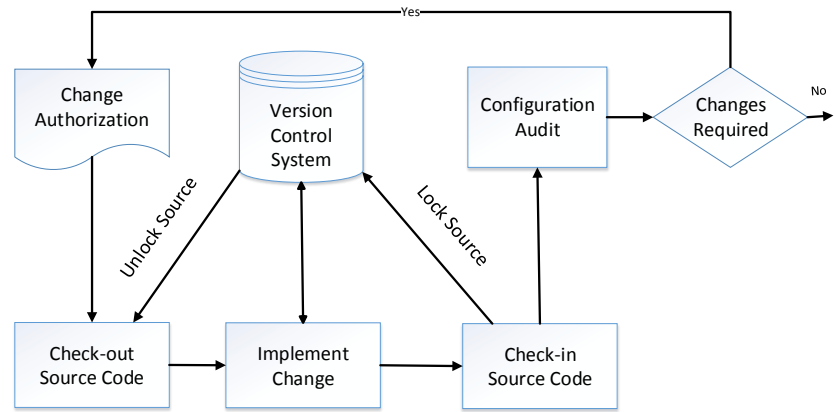 Yes
Change
Authorization
Version
Control
System
Configuration
Audit
Changes
Required
No
Unlock Source
Lock Source
Check-out
Source Code
Implement
Change
Check-in
Source Code